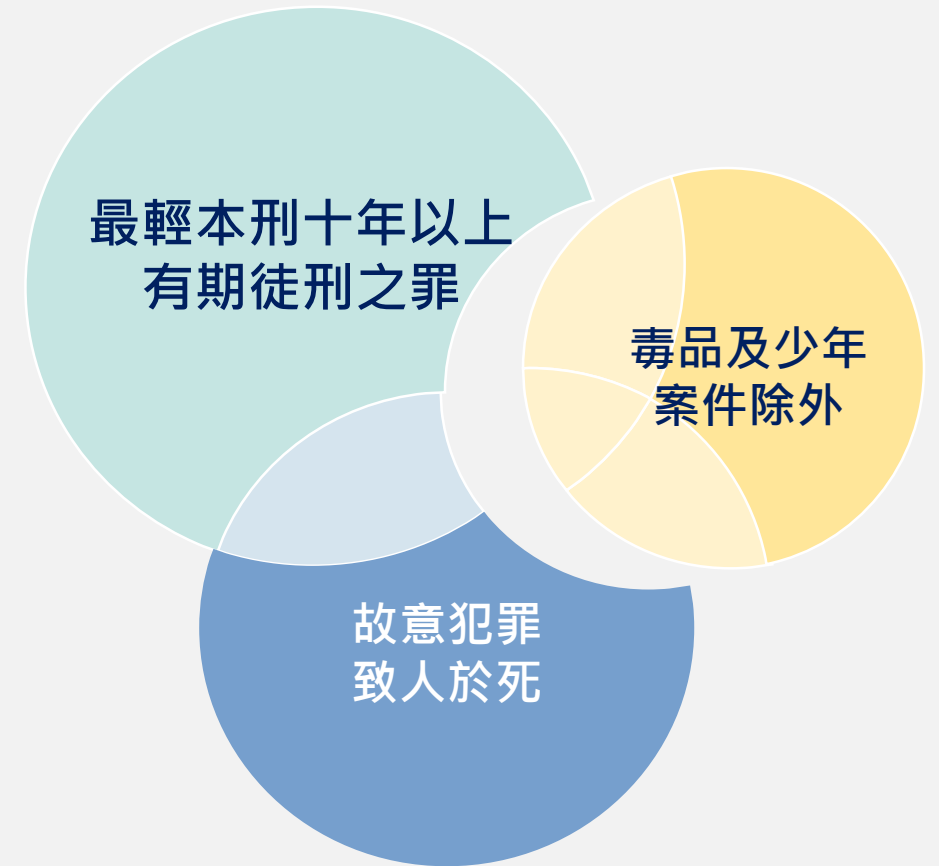 最輕本刑十年以上
有期徒刑之罪
毒品及少年
案件除外
故意犯罪
致人於死